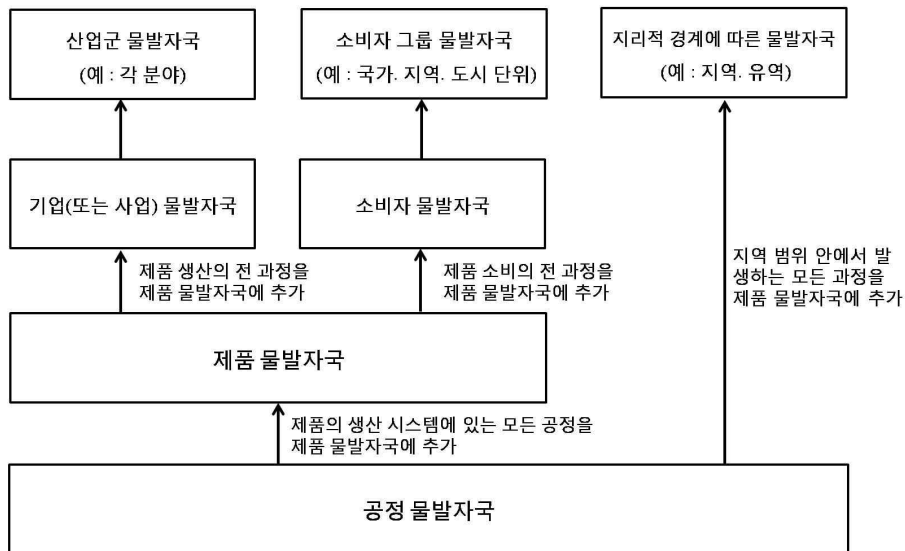 산업군 물발자국
(예 : 각 분야)
소비자 그룹 물발자국
(예 : 국가. 지역. 도시 단위)
지리적 경계에 따른 물발자국
(예 : 지역. 유역)
기업(또는 사업) 물발자국
소비자 물발자국
제품 생산의 전 과정을
제품 물발자국에 추가
제품 소비의 전 과정을
제품 물발자국에 추가
지역 범위 안에서 발
생하는 모든 과정을
제품 물발자국에 추가
제품 물발자국
제품의 생산 시스템에 있는 모든 공정을
제품 물발자국에 추가
공정 물발자국